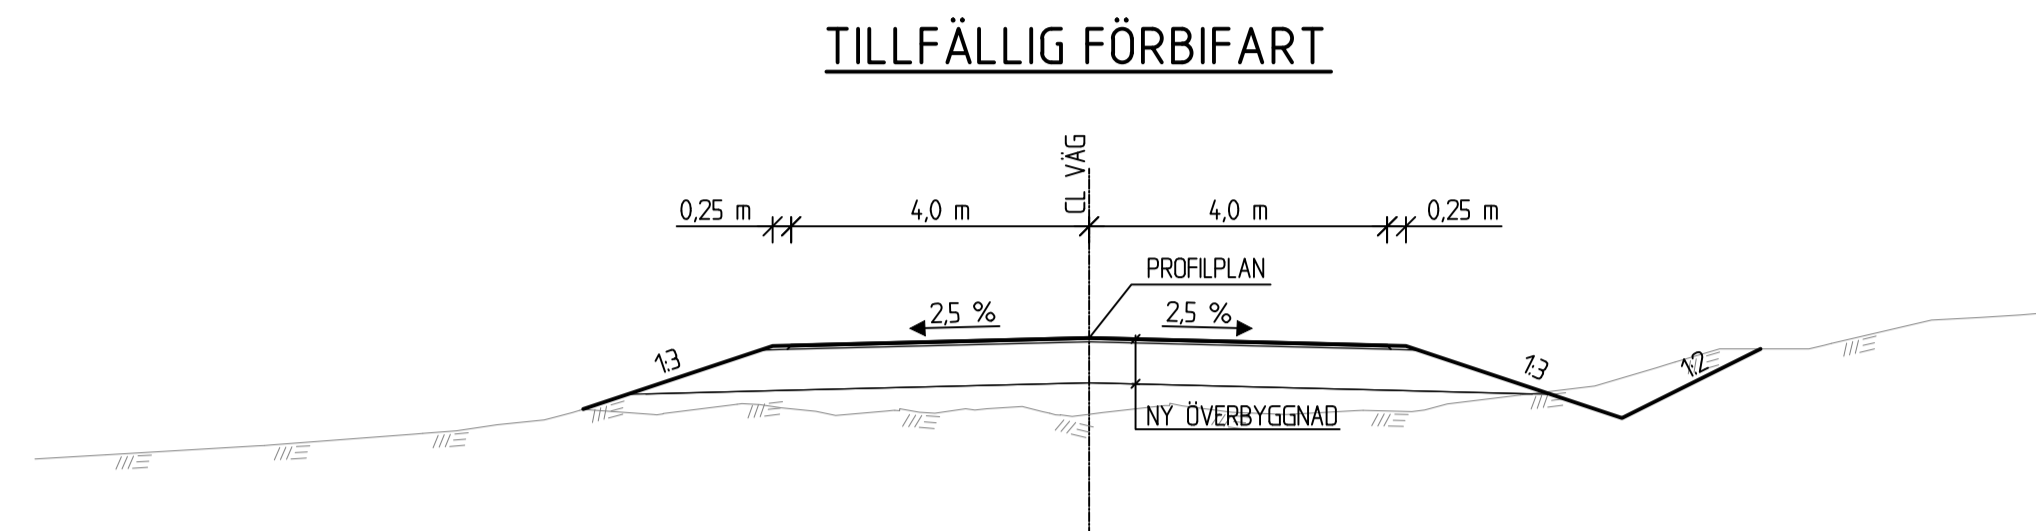 TILLFÄLLIG FÖRBIFART
CL VÄG
0,25 m
4,0 m
4,0 m
0,25 m
PROFILPLAN
2,5 %
2,5 %
1:3
1:3
1:2
NY ÖVERBYGGNAD